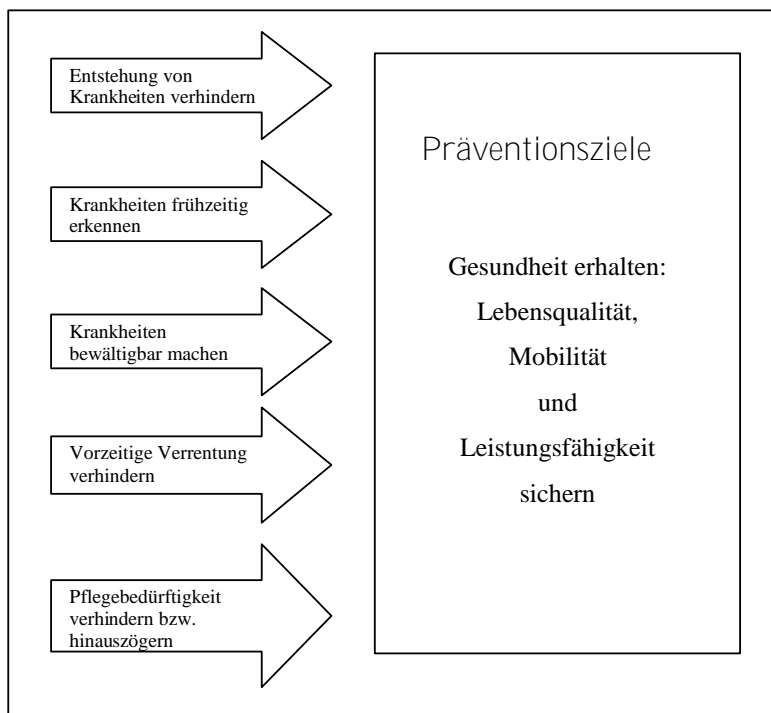 Entstehung von
Krankheiten verhindern
Krankheiten frühzeitig
erkennen
Krankheiten
bewältigbar machen
Vorzeitige Verrentung
verhindern
Pflegebedürftigkeit
verhindern bzw.
hinauszögern
Präventionsziele
Gesundheit erhalten:
Lebensqualität,
Mobilität
und
Leistungsfähigkeit
sichern